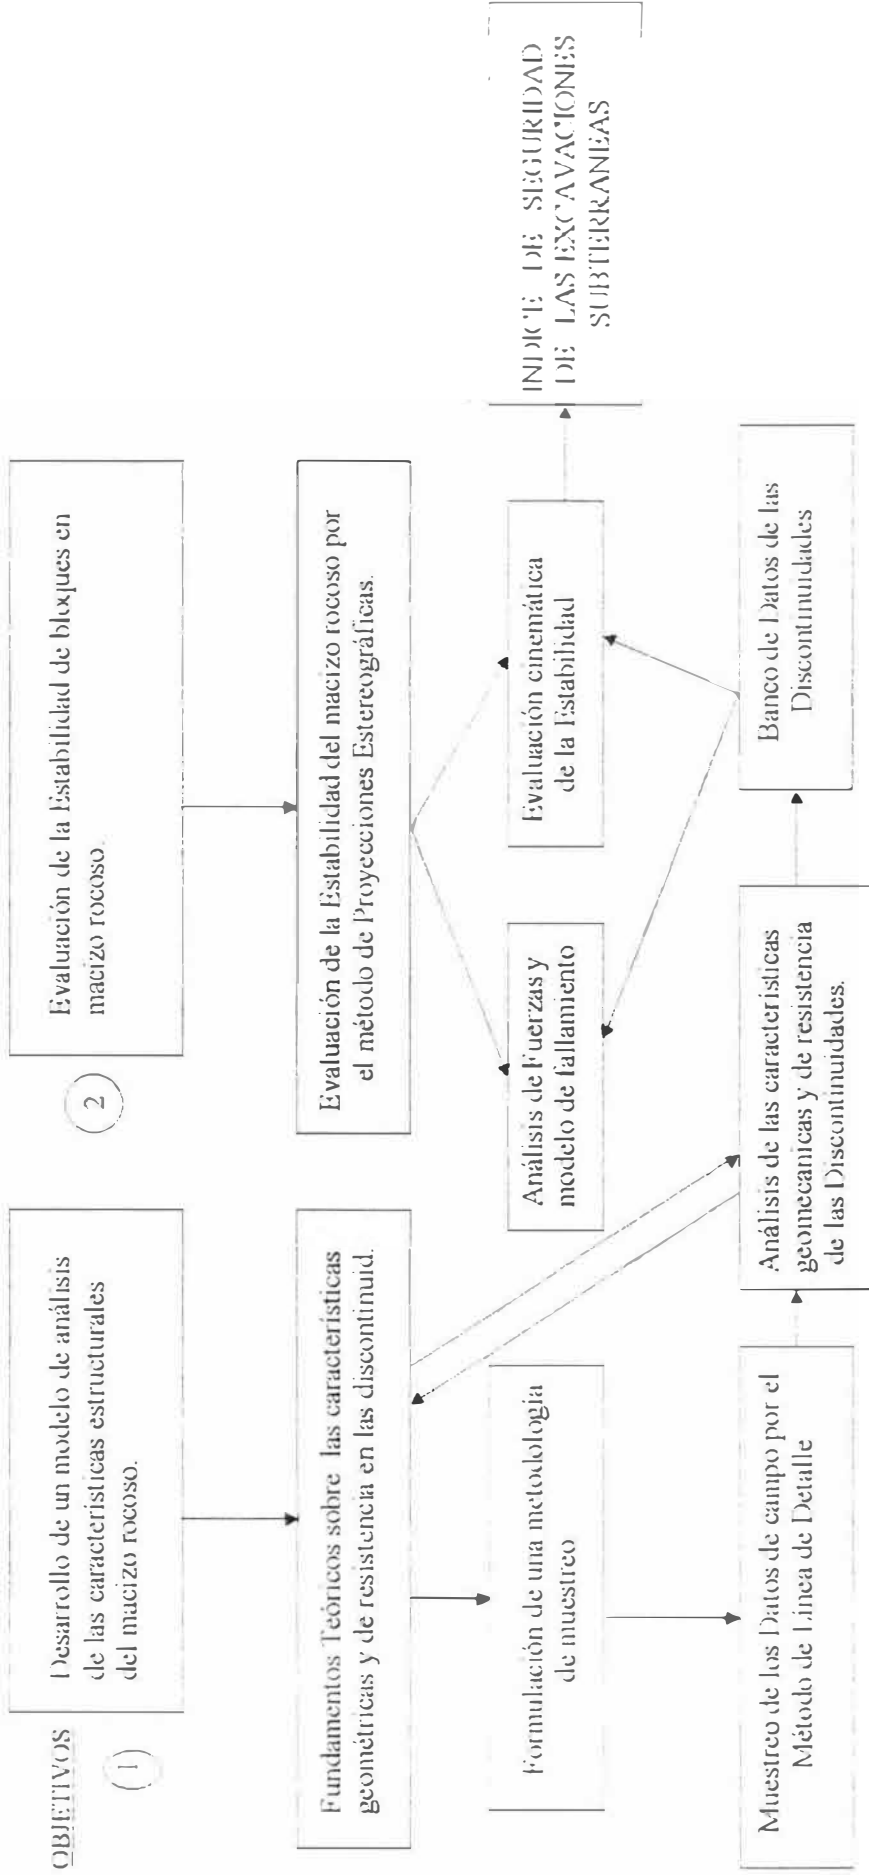 OBJETIVOS
1
Desarrollo de un modelo de análisis
de las características estructurales
del macizo rocoso.
2
Evaluación de la Estabilidad de bloques en
macizo rocoso.
Fundamentos Teóricos sobre las características
geométricas y de resistencia en las discontinuid.
Evaluación de la Estabilidad del macizo rocoso por
el método de Proyecciones Estereográficas.
Formulación de una metodología
de muestreo
Análisis de Fuerzas y
modelo de fallamiento
Evaluación cinemática
de la Estabilidad
INDICE DE SEGURIDAD
DE LAS EXCAVACIONES
SUBTERRANEAS
Muestreo de los Datos de campo por el
Método de Línea de Detalle
Análisis de las características
geomecanicas y de resistencia
de las Discontinuidades.
Banco de Datos de las
Discontinuidades